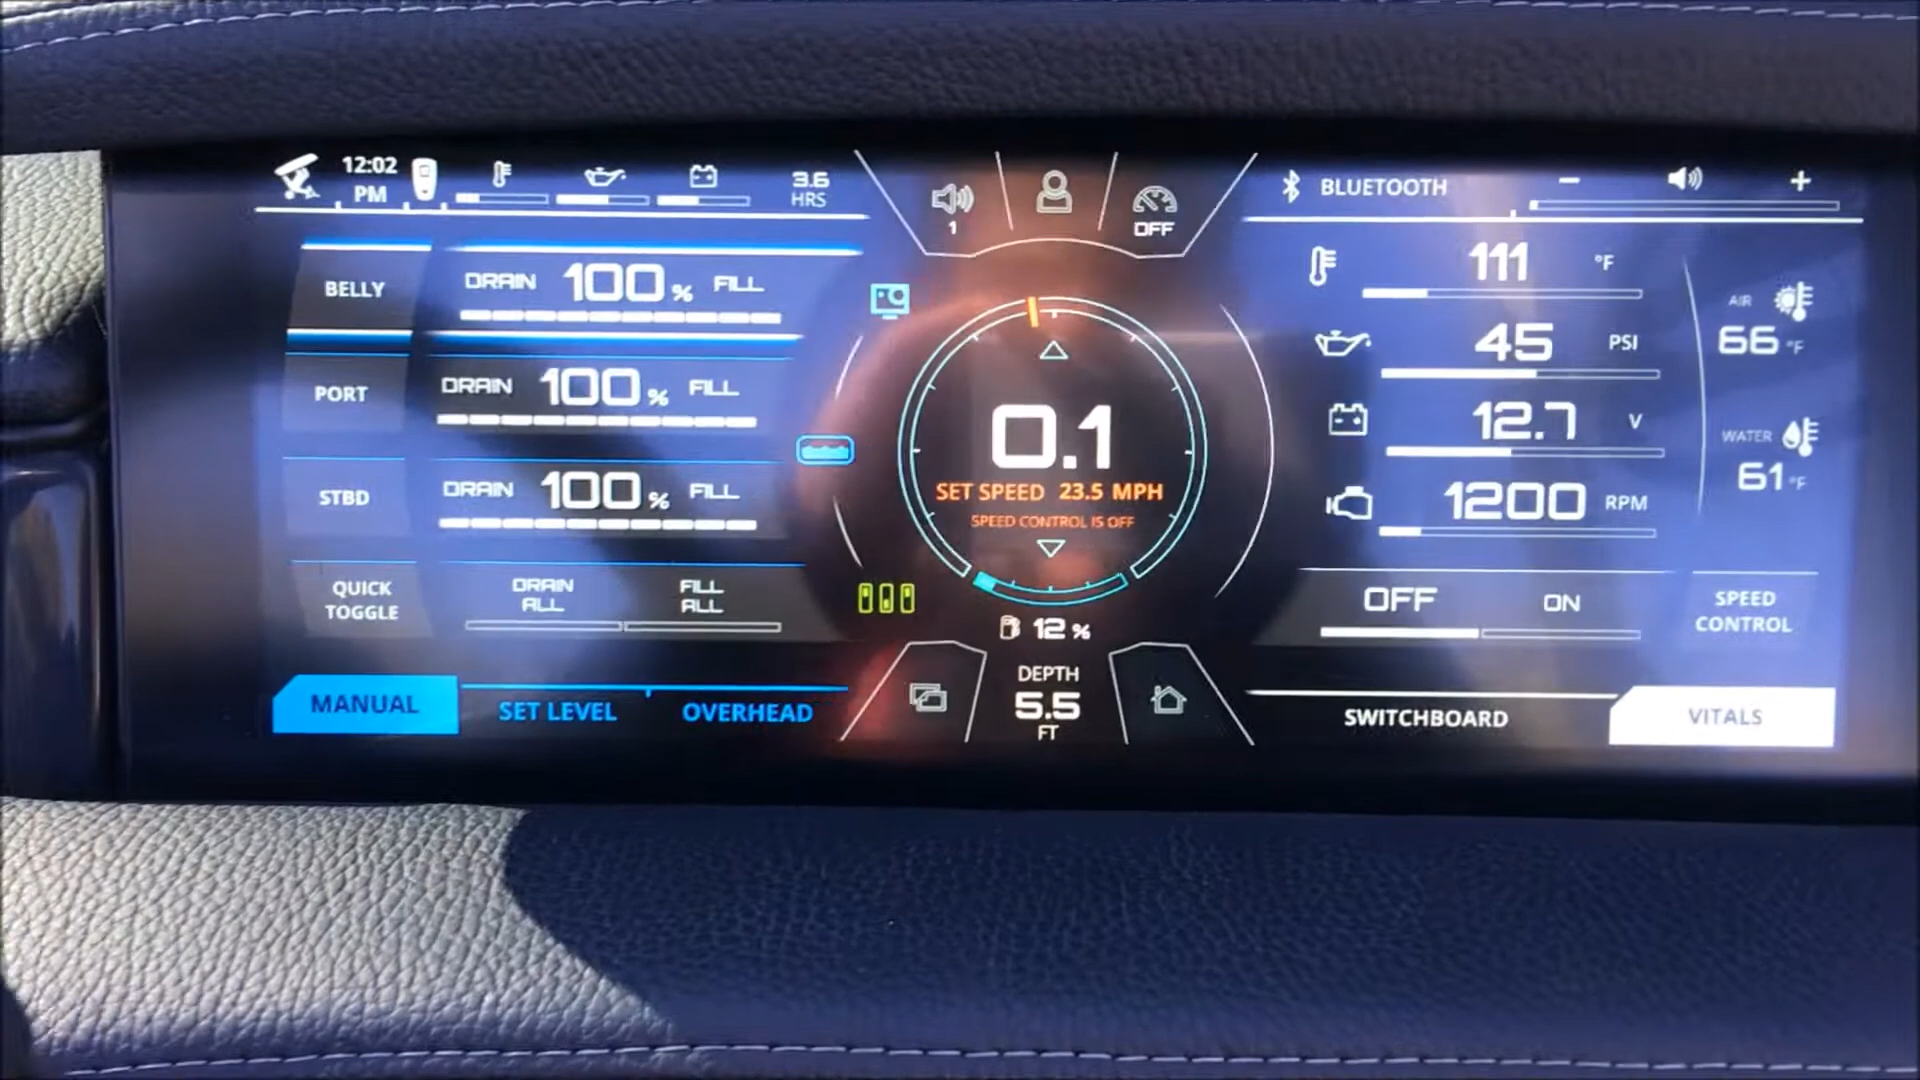 12:02
PM
3.6
HRS
1
OFF
BLUETOOTH
− +
BELLY DRAIN 100 % FILL
PORT DRAIN 100 % FILL
STBD DRAIN 100 % FILL
QUICK
TOGGLE
DRAIN
ALL
FILL
ALL
MANUAL SET LEVEL OVERHEAD
0.1
SET SPEED 23.5 MPH
SPEED CONTROL IS OFF
12 %
DEPTH
5.5
FT
111 °F
45 PSI
12.7 V
1200 RPM
AIR
66 °F
WATER
61 °F
OFF ON
SPEED
CONTROL
SWITCHBOARD VITALS